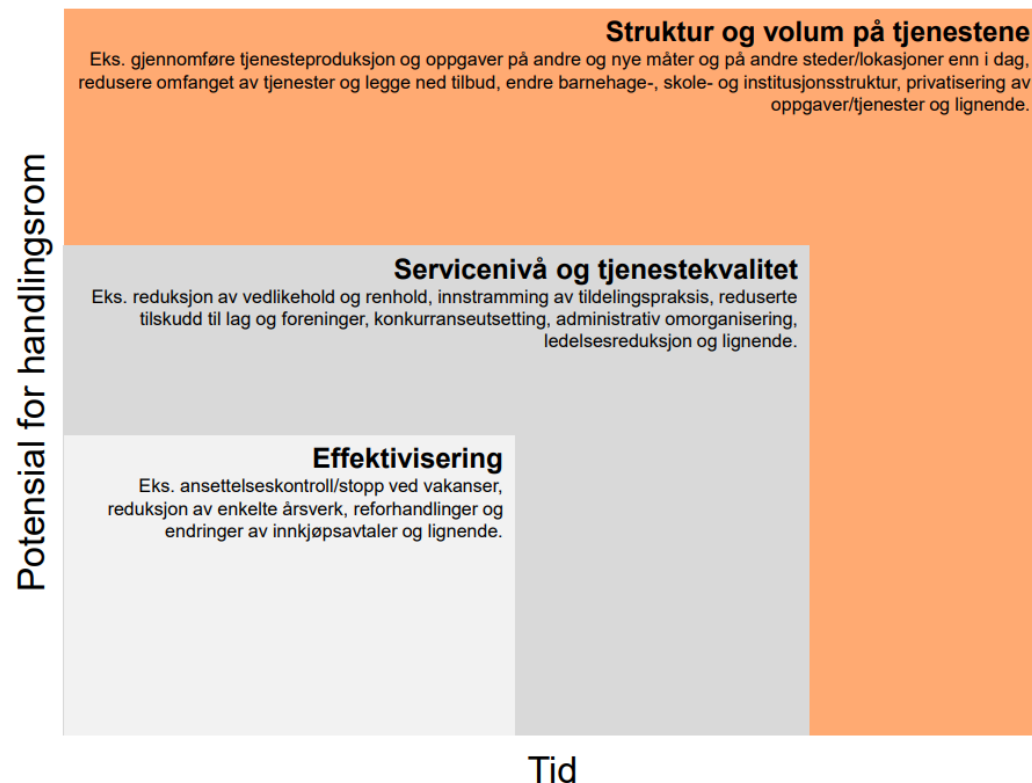 Struktur og volum på tjenestene
Eks. gjennomføre tjenesteproduksjon og oppgaver på andre og nye måter og på andre steder/lokasjoner enn i dag,
redusere omfanget av tjenester og legge ned tilbud, endre barnehage-, skole- og institusjonsstruktur, privatisering av
oppgaver/tjenester og lignende.
Servicenivå og tjenestekvalitet
Eks. reduksjon av vedlikehold og renhold, innstramming av tildelingspraksis, reduserte
tilskudd til lag og foreninger, konkurranseutsetting, administrativ omorganisering,
ledelsesreduksjon og lignende.
Effektivisering
Eks. ansettelseskontroll/stopp ved vakanser,
reduksjon av enkelte årsverk, reforhandlinger og
endringer av innkjøpsavtaler og lignende.
Potensial for handlingsrom
Tid